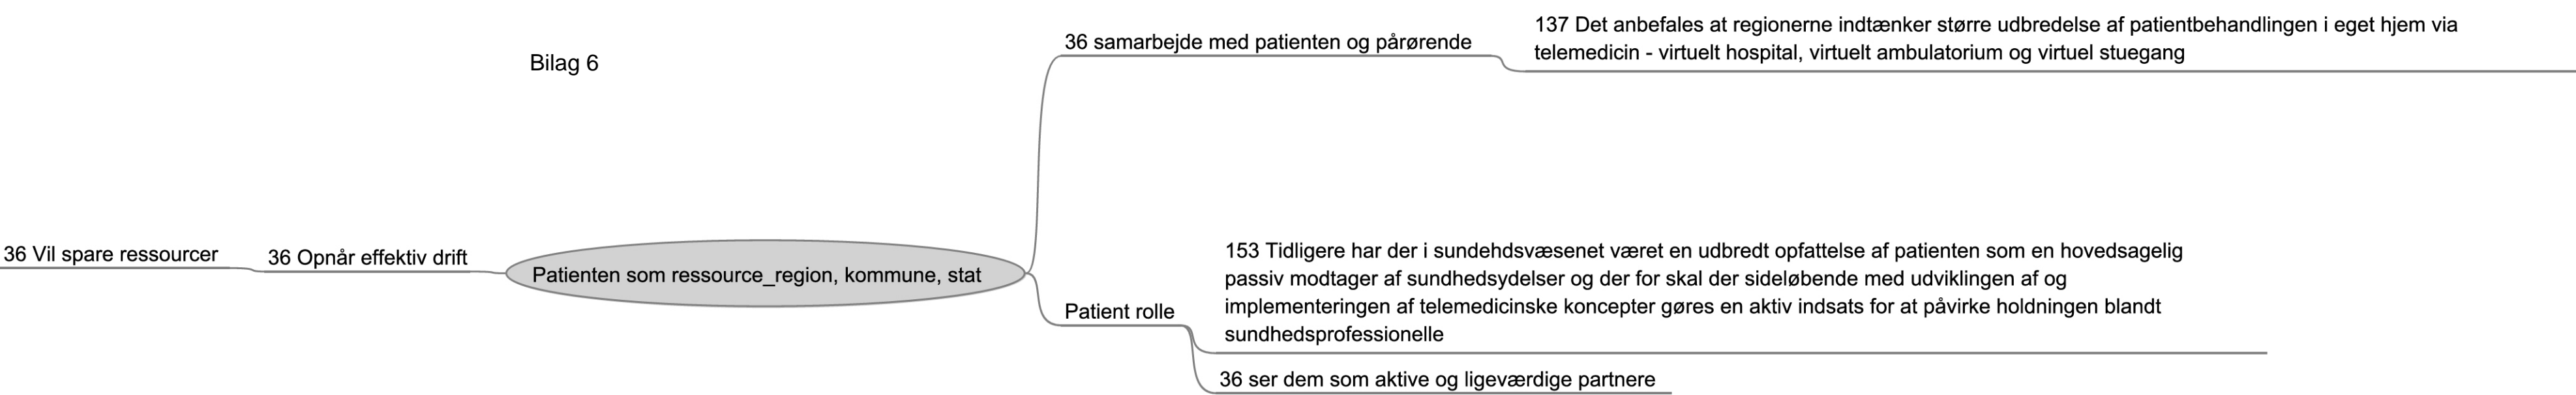 Bilag 6
36 samarbejde med patienten og pårørende
137 Det anbefales at regionerne indtænker større udbredelse af patientbehandlingen i eget hjem via
telemedicin - virtuelt hospital, virtuelt ambulatorium og virtuel stuegang
36 Vil spare ressourcer
36 Opnår effektiv drift
Patienten som ressource_region, kommune, stat
Patient rolle
153 Tidligere har der i sundehdsvæsenet været en udbredt opfattelse af patienten som en hovedsagelig
passiv modtager af sundhedsydelser og der for skal der sideløbende med udviklingen af og
implementeringen af telemedicinske koncepter gøres en aktiv indsats for at påvirke holdningen blandt
sundhedsprofessionelle
36 ser dem som aktive og ligeværdige partnere